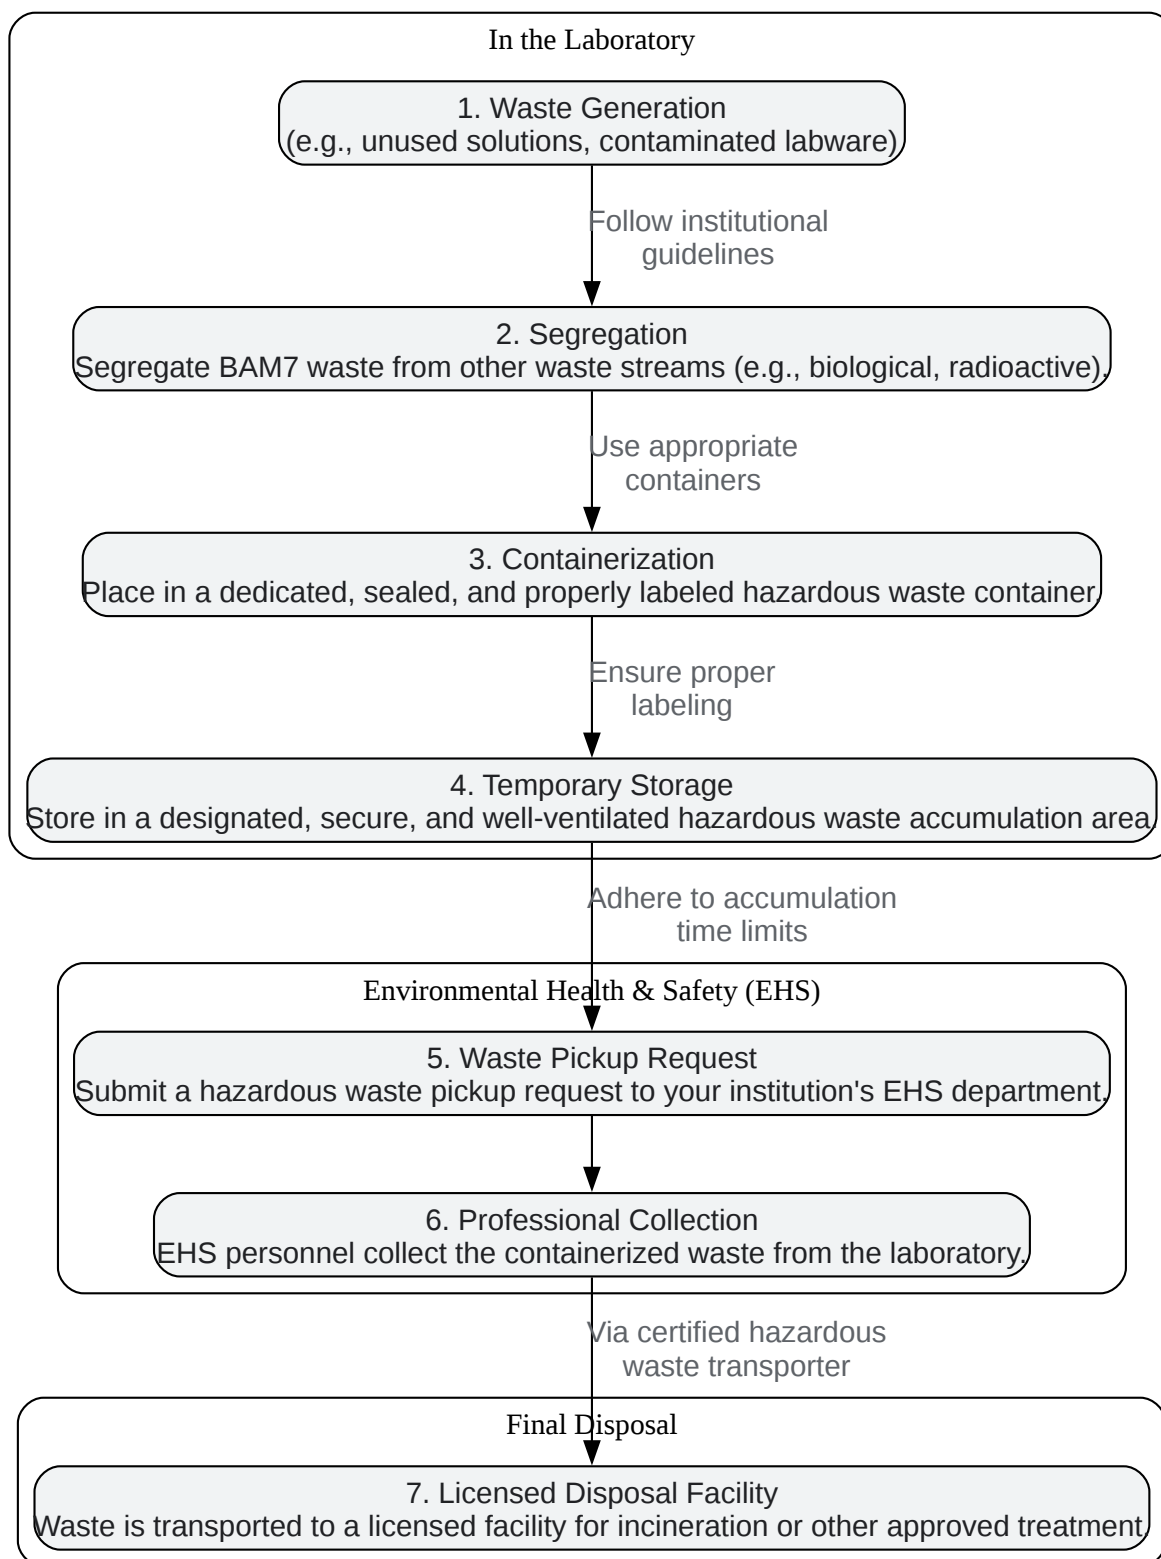 In the Laboratory
1. Waste Generation
(e.g., unused solutions, contaminated labware)
Follow institutional
guidelines
2. Segregation
Segregate BAM7 waste from other waste streams (e.g., biological, radioactive).
Use appropriate
containers
3. Containerization
Place in a dedicated, sealed, and properly labeled hazardous waste container.
Ensure proper
labeling
4. Temporary Storage
Store in a designated, secure, and well-ventilated hazardous waste accumulation area.
Adhere to accumulation
time limits
Environmental Health & Safety (EHS)
5. Waste Pickup Request
Submit a hazardous waste pickup request to your institution's EHS department.
6. Professional Collection
EHS personnel collect the containerized waste from the laboratory.
Via certified hazardous
waste transporter
Final Disposal
7. Licensed Disposal Facility
Waste is transported to a licensed facility for incineration or other approved treatment.